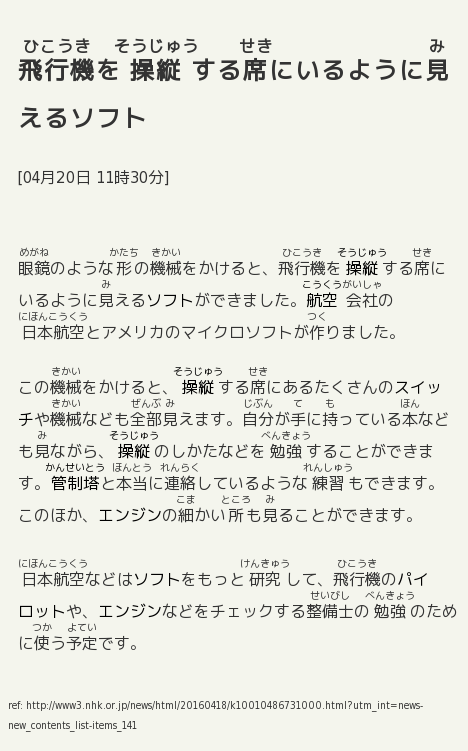 飛行機を操縦する席にいるように見
えるソフト
[04月20日 11時30分]
眼鏡のような形の機械をかけると、飛行機を操縦する席に
いるように見えるソフトができました。航空会社の
日本航空とアメリカのマイクロソフトが作りました。
この機械をかけると、操縦する席にあるたくさんのスイッ
チや機械なども全部見えます。自分が手に持っている本など
も見ながら、操縦のしかたなどを勉強することができま
す。管制塔と本当に連絡しているような練習もできます。
このほか、エンジンの細かい所も見ることができます。
日本航空などはソフトをもっと研究して、飛行機のパイ
ロットや、エンジンなどをチェックする整備士の勉強のため
に使う予定です。
ref: http://www3.nhk.or.jp/news/html/20160418/k10010486731000.html?utm_int=news-
new_contents_list-items_141